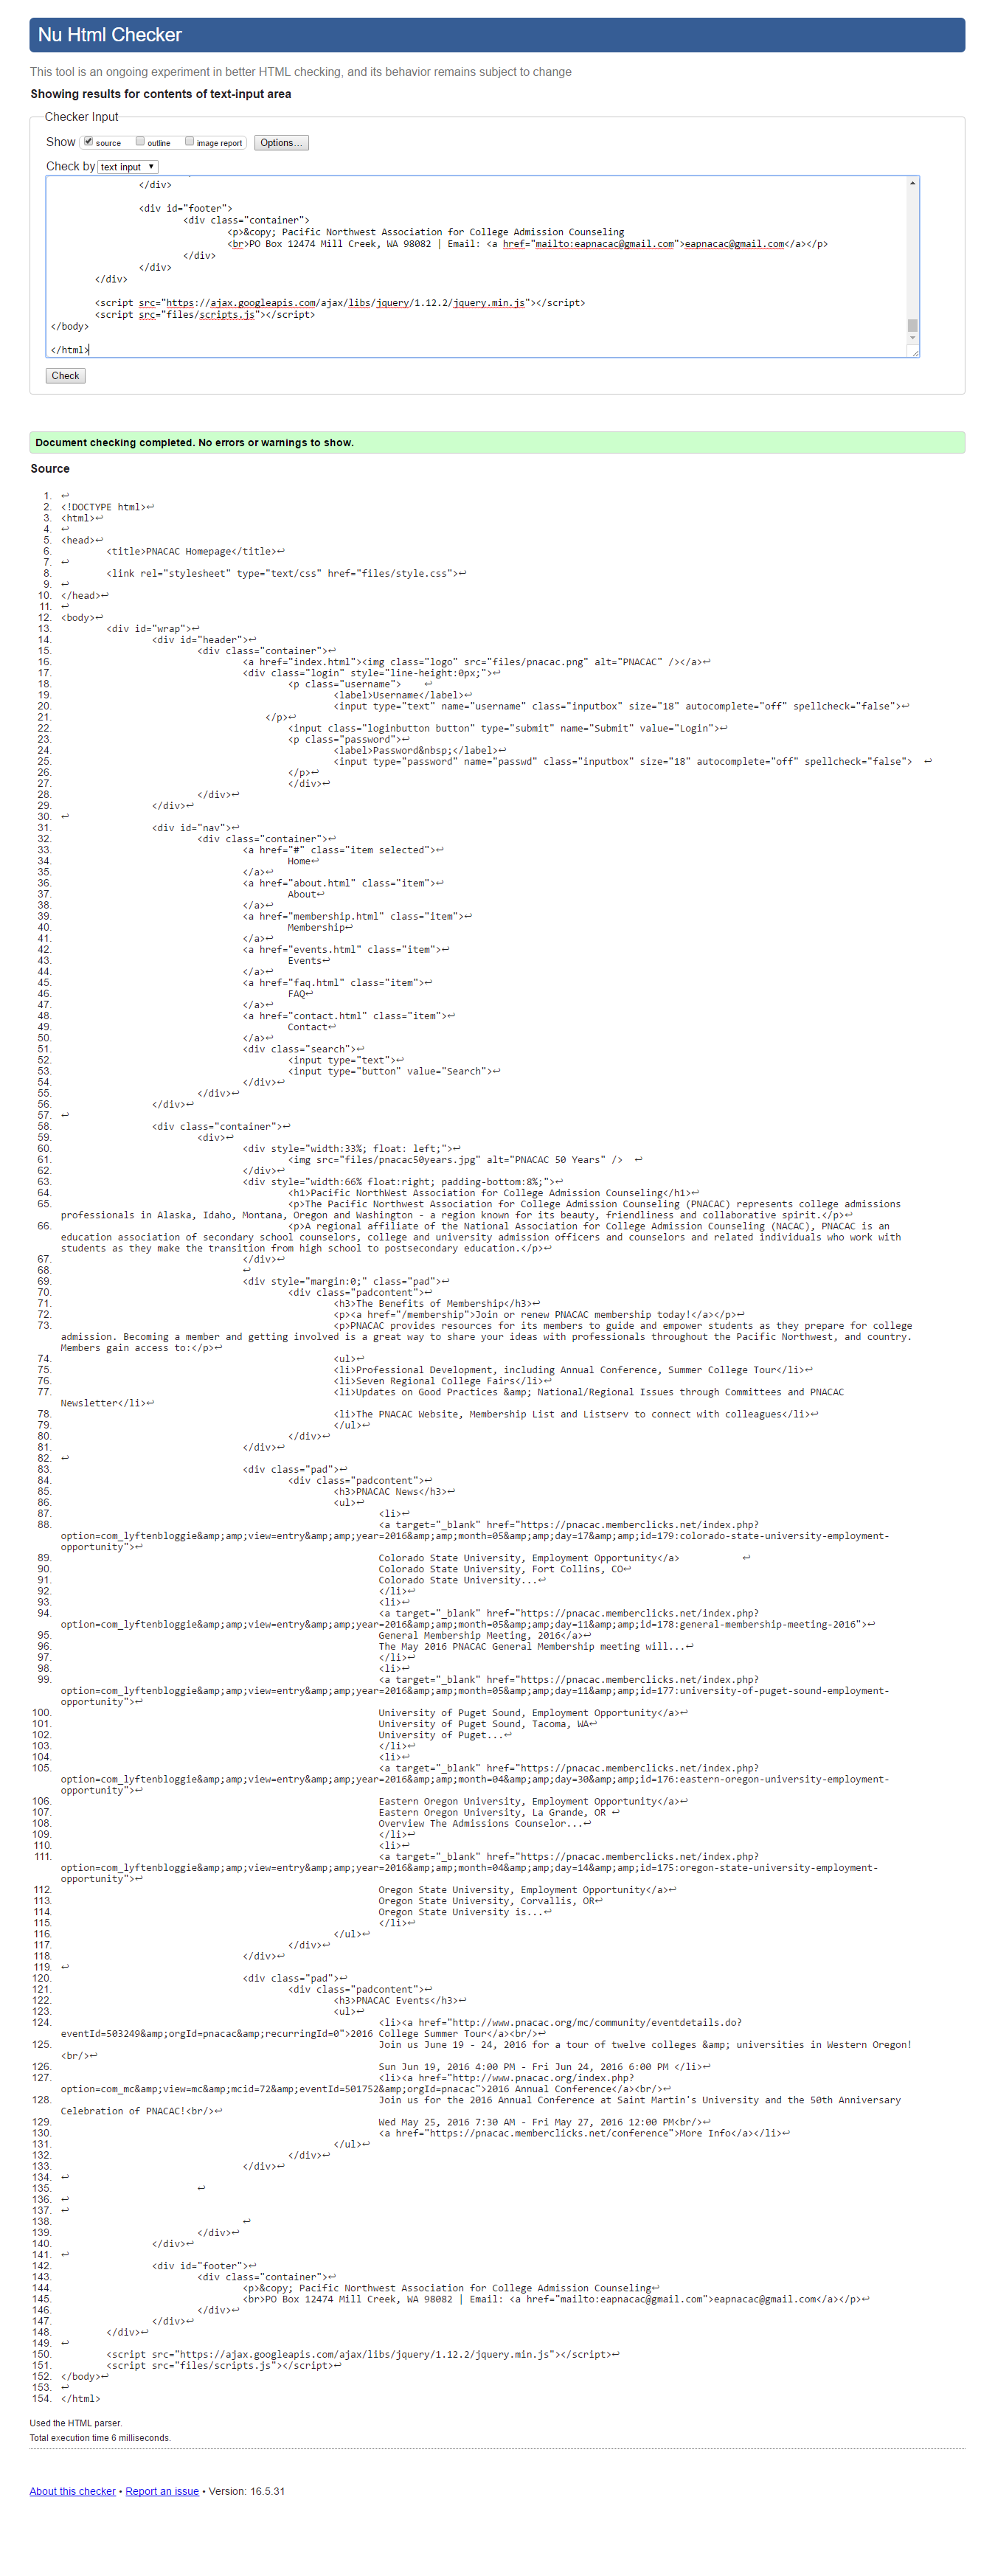 Nu Html Checker
This tool is an ongoing experiment in better HTML checking, and its behavior remains subject to change
Showing results for contents of text-input area
Checker Input
Show source outline image report Options...
Check by text input
</div>
<div id="footer">
<div class="container">
<p>&copy; Pacific Northwest Association for College Admission Counseling
<br>PO Box 12474 Mill Creek, WA 98082 | Email: <a href="mailto:eapnacac@gmail.com">eapnacac@gmail.com</a></p>
</div>
</div>
</div>
<script src="https://ajax.googleapis.com/ajax/libs/jquery/1.12.2/jquery.min.js"></script>
<script src="files/scripts.js"></script>
</body>
</html>
Check
Document checking completed. No errors or warnings to show.
Source
1. ↩
2. <!DOCTYPE html>↩
3. <html>↩
4. ↩
5. <head>↩
6. <title>PNACAC Homepage</title>↩
7. ↩
8. <link rel="stylesheet" type="text/css" href="files/style.css">↩
9. ↩
10. </head>↩
11. ↩
12. <body>↩
13. <div id="wrap">↩
14. <div id="header">↩
15. <div class="container">↩
16. <a href="index.html"><img class="logo" src="files/pnacac.png" alt="PNACAC" /></a>↩
17. <div class="login" style="line-height:0px;">↩
18. <p class="username"> ↩
19. <label>Username</label>↩
20. <input type="text" name="username" class="inputbox" size="18" autocomplete="off" spellcheck="false">↩
21. </p>↩
22. <input class="loginbutton button" type="submit" name="Submit" value="Login">↩
23. <p class="password">↩
24. <label>Password&nbsp;</label>↩
25. <input type="password" name="passwd" class="inputbox" size="18" autocomplete="off" spellcheck="false"> ↩
26. </p>↩
27. </div>↩
28. </div>↩
29. </div>↩
30. ↩
31. <div id="nav">↩
32. <div class="container">↩
33. <a href="#" class="item selected">↩
34. Home↩
35. </a>↩
36. <a href="about.html" class="item">↩
37. About↩
38. </a>↩
39. <a href="membership.html" class="item">↩
40. Membership↩
41. </a>↩
42. <a href="events.html" class="item">↩
43. Events↩
44. </a>↩
45. <a href="faq.html" class="item">↩
46. FAQ↩
47. </a>↩
48. <a href="contact.html" class="item">↩
49. Contact↩
50. </a>↩
51. <div class="search">↩
52. <input type="text">↩
53. <input type="button" value="Search">↩
54. </div>↩
55. </div>↩
56. </div>↩
57. ↩
58. <div class="container">↩
59. <div>↩
60. <div style="width:33%; float: left;">↩
61. <img src="files/pnacac50years.jpg" alt="PNACAC 50 Years" /> ↩
62. </div>↩
63. <div style="width:66% float:right; padding-bottom:8%;">↩
64. <h1>Pacific NorthWest Association for College Admission Counseling</h1>↩
65. <p>The Pacific Northwest Association for College Admission Counseling (PNACAC) represents college admissions
professionals in Alaska, Idaho, Montana, Oregon and Washington - a region known for its beauty, friendliness and collaborative spirit.</p>↩
66. <p>A regional affiliate of the National Association for College Admission Counseling (NACAC), PNACAC is an
education association of secondary school counselors, college and university admission officers and counselors and related individuals who work with
students as they make the transition from high school to postsecondary education.</p>↩
67. </div>↩
68. ↩
69. <div style="margin:0;" class="pad">↩
70. <div class="padcontent">↩
71. <h3>The Benefits of Membership</h3>↩
72. <p><a href="/membership">Join or renew PNACAC membership today!</a></p>↩
73. <p>PNACAC provides resources for its members to guide and empower students as they prepare for college
admission. Becoming a member and getting involved is a great way to share your ideas with professionals throughout the Pacific Northwest, and country.
Members gain access to:</p>↩
74. <ul>↩
75. <li>Professional Development, including Annual Conference, Summer College Tour</li>↩
76. <li>Seven Regional College Fairs</li>↩
77. <li>Updates on Good Practices &amp; National/Regional Issues through Committees and PNACAC
Newsletter</li>↩
78. <li>The PNACAC Website, Membership List and Listserv to connect with colleagues</li>↩
79. </ul>↩
80. </div>↩
81. </div>↩
82. ↩
83. <div class="pad">↩
84. <div class="padcontent">↩
85. <h3>PNACAC News</h3>↩
86. <ul>↩
87. <li>↩
88. <a target="_blank" href="https://pnacac.memberclicks.net/index.php?
option=com_lyftenbloggie&amp;amp;view=entry&amp;amp;year=2016&amp;amp;month=05&amp;amp;day=17&amp;amp;id=179:colorado-state-university-employment-
opportunity">↩
89. Colorado State University, Employment Opportunity</a> ↩
90. Colorado State University, Fort Collins, CO↩
91. Colorado State University...↩
92. </li>↩
93. <li>↩
94. <a target="_blank" href="https://pnacac.memberclicks.net/index.php?
option=com_lyftenbloggie&amp;amp;view=entry&amp;amp;year=2016&amp;amp;month=05&amp;amp;day=11&amp;amp;id=178:general-membership-meeting-2016">↩
95. General Membership Meeting, 2016</a>↩
96. The May 2016 PNACAC General Membership meeting will...↩
97. </li>↩
98. <li>↩
99. <a target="_blank" href="https://pnacac.memberclicks.net/index.php?
option=com_lyftenbloggie&amp;amp;view=entry&amp;amp;year=2016&amp;amp;month=05&amp;amp;day=11&amp;amp;id=177:university-of-puget-sound-employment-
opportunity">↩
100. University of Puget Sound, Employment Opportunity</a>↩
101. University of Puget Sound, Tacoma, WA↩
102. University of Puget...↩
103. </li>↩
104. <li>↩
105. <a target="_blank" href="https://pnacac.memberclicks.net/index.php?
option=com_lyftenbloggie&amp;amp;view=entry&amp;amp;year=2016&amp;amp;month=04&amp;amp;day=30&amp;amp;id=176:eastern-oregon-university-employment-
opportunity">↩
106. Eastern Oregon University, Employment Opportunity</a>↩
107. Eastern Oregon University, La Grande, OR ↩
108. Overview The Admissions Counselor...↩
109. </li>↩
110. <li>↩
111. <a target="_blank" href="https://pnacac.memberclicks.net/index.php?
option=com_lyftenbloggie&amp;amp;view=entry&amp;amp;year=2016&amp;amp;month=04&amp;amp;day=14&amp;amp;id=175:oregon-state-university-employment-
opportunity">↩
112. Oregon State University, Employment Opportunity</a>↩
113. Oregon State University, Corvallis, OR↩
114. Oregon State University is...↩
115. </li>↩
116. </ul>↩
117. </div>↩
118. </div>↩
119. ↩
120. <div class="pad">↩
121. <div class="padcontent">↩
122. <h3>PNACAC Events</h3>↩
123. <ul>↩
124. <li><a href="http://www.pnacac.org/mc/community/eventdetails.do?
eventId=503249&amp;orgId=pnacac&amp;recurringId=0">2016 College Summer Tour</a><br/>↩
125. Join us June 19 - 24, 2016 for a tour of twelve colleges &amp; universities in Western Oregon!
<br/>↩
126. Sun Jun 19, 2016 4:00 PM - Fri Jun 24, 2016 6:00 PM </li>↩
127. <li><a href="http://www.pnacac.org/index.php?
option=com_mc&amp;view=mc&amp;mcid=72&amp;eventId=501752&amp;orgId=pnacac">2016 Annual Conference</a><br/>↩
128. Join us for the 2016 Annual Conference at Saint Martin's University and the 50th Anniversary
Celebration of PNACAC!<br/>↩
129. Wed May 25, 2016 7:30 AM - Fri May 27, 2016 12:00 PM<br/>↩
130. <a href="https://pnacac.memberclicks.net/conference">More Info</a></li>↩
131. </ul>↩
132. </div>↩
133. </div>↩
134. ↩
135. ↩
136. ↩
137. ↩
138. ↩
139. </div>↩
140. </div>↩
141. ↩
142. <div id="footer">↩
143. <div class="container">↩
144. <p>&copy; Pacific Northwest Association for College Admission Counseling↩
145. <br>PO Box 12474 Mill Creek, WA 98082 | Email: <a href="mailto:eapnacac@gmail.com">eapnacac@gmail.com</a></p>↩
146. </div>↩
147. </div>↩
148. </div>↩
149. ↩
150. <script src="https://ajax.googleapis.com/ajax/libs/jquery/1.12.2/jquery.min.js"></script>↩
151. <script src="files/scripts.js"></script>↩
152. </body>↩
153. ↩
154. </html>
Used the HTML parser.
Total execution time 6 milliseconds.
About this checker • Report an issue • Version: 16.5.31